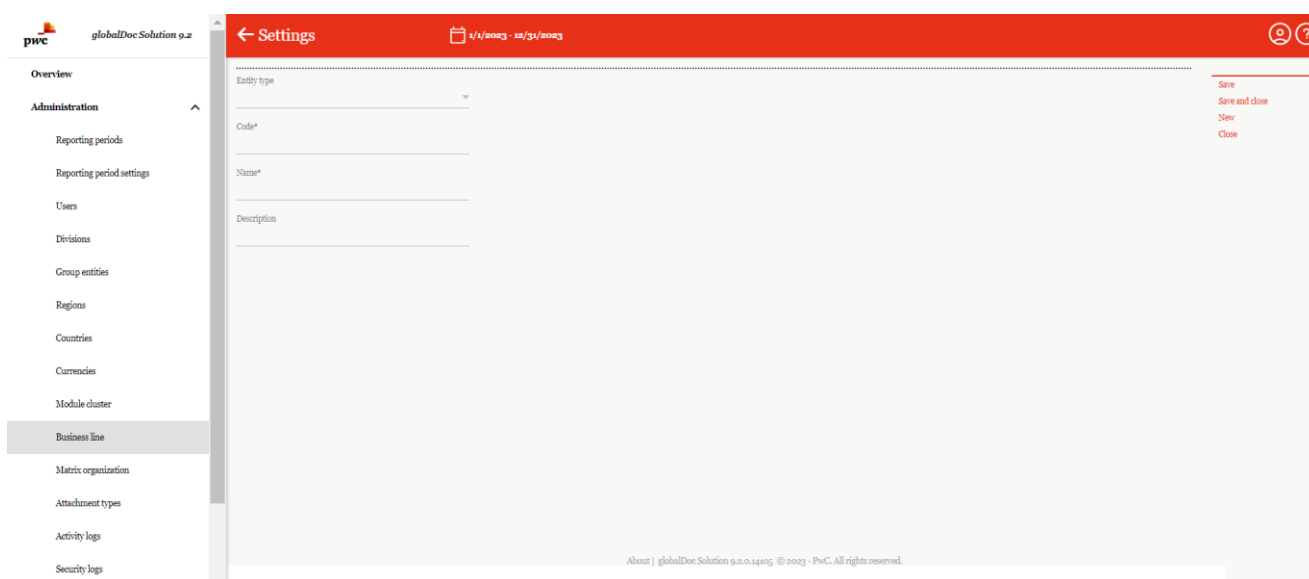 pwc
globalDoc Solution 9.2
Settings
1/1/2023 - 12/31/2023
Overview
Administration
Reporting periods
Reporting period settings
Users
Divisions
Group entities
Regions
Countries
Currencies
Module cluster
Business line
Matrix organization
Attachment types
Activity logs
Security logs
Entity type
Code*
Name*
Description
Save
Save and close
New
Close
About | globalDoc Solution 9.2.0.14105 © 2023 - PwC. All rights reserved.